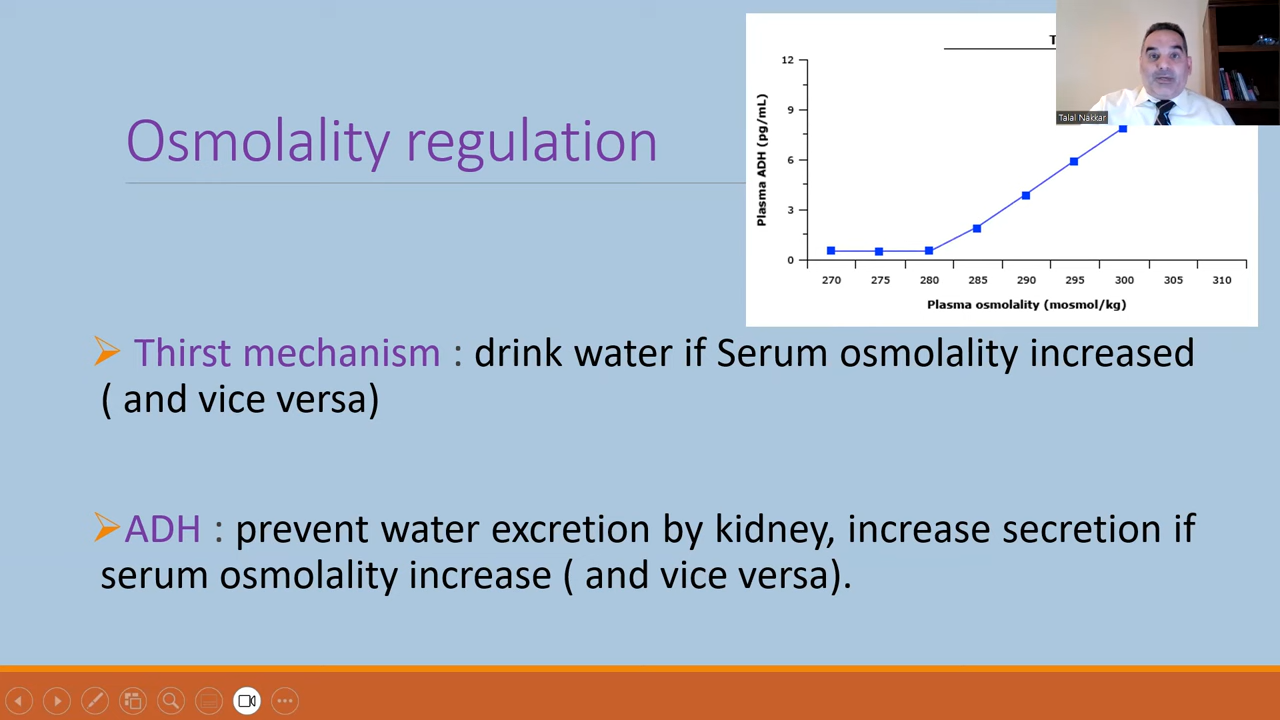 Osmolality regulation
T
12
9
6
3
0
Plasma ADH (pg/mL)
270 275 280 285 290 295 300 305 310
Plasma osmolality (mosmol/kg)
Talal Nakkar
Thirst mechanism : drink water if Serum osmolality increased
( and vice versa)
ADH : prevent water excretion by kidney, increase secretion if
serum osmolality increase ( and vice versa).